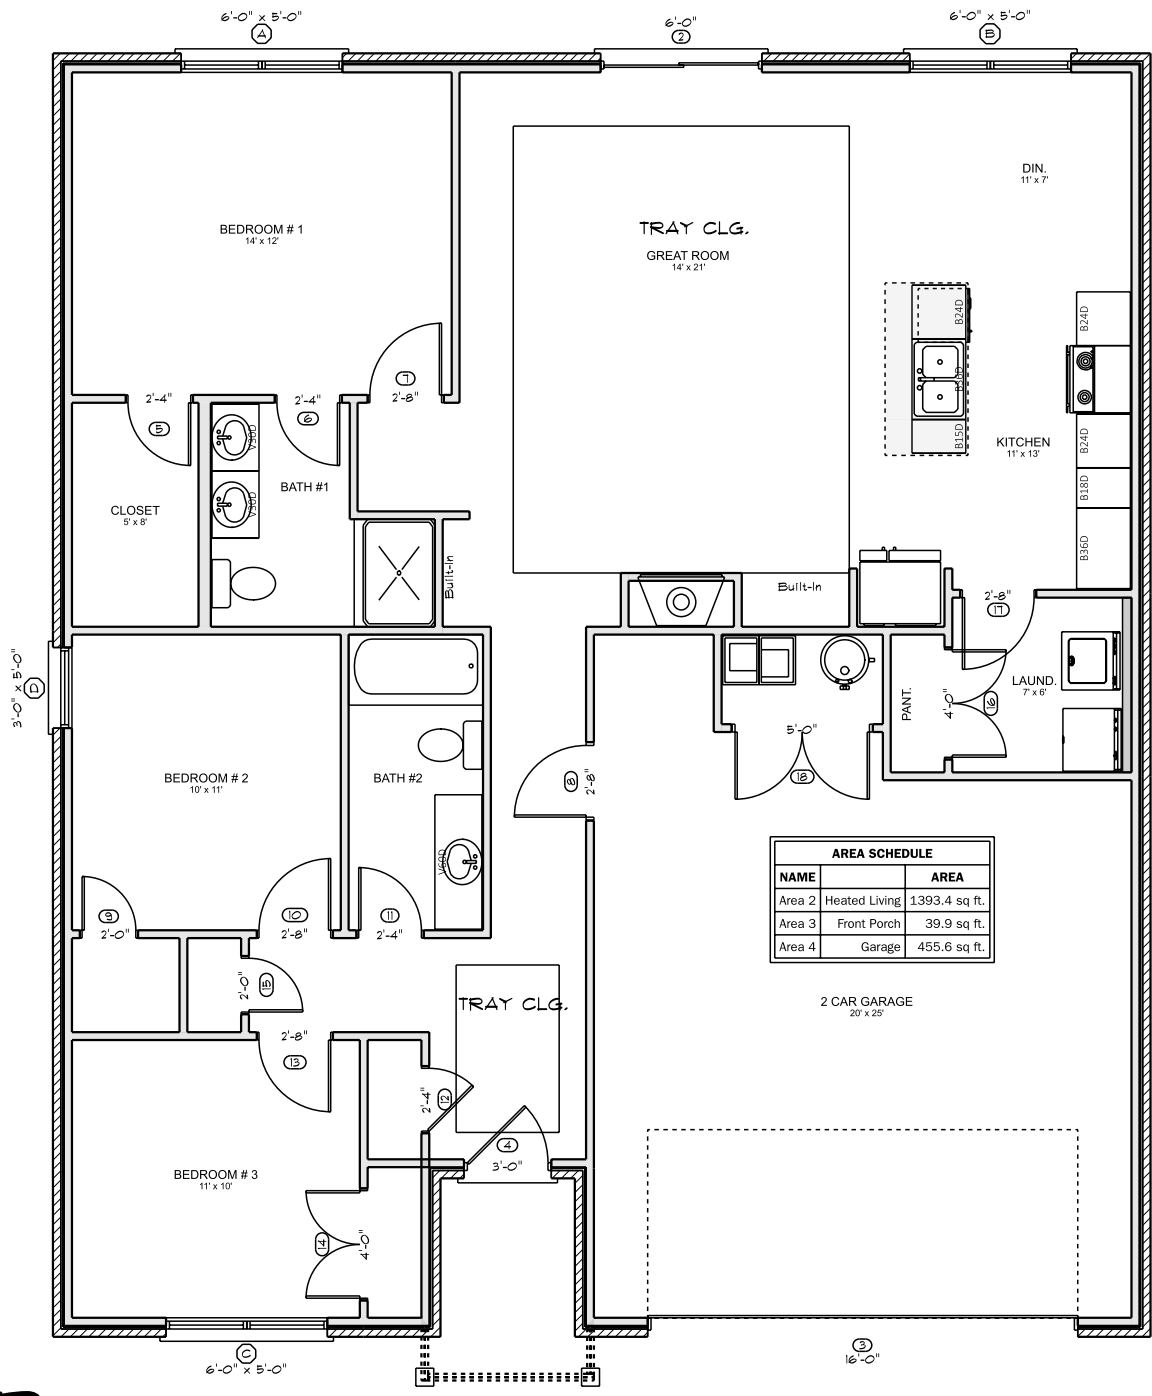 6'-0" x 5'-0"
A
6'-0"
2
6'-0" x 5'-0"
B
DIN.
11' x 7'
TRAY CLG.
BEDROOM # 1
14' x 12'
GREAT ROOM
14' x 21'
B24D
B24D
7
2'-8"
B30D
2'-4"
5
2'-4"
6
V30D
B15D
KITCHEN
11' x 13'
B24D
BATH #1
V30D
B18D
CLOSET
5' x 8'
B36D
Built-In
Built-In
2'-8"
17
3'-0" x 5'-0"
D
PANT.
4'-0"
16
LAUND.
7' x 6'
5'-0"
18
BEDROOM # 2
10' x 11'
BATH #2
8
2'-8"
V60D
AREA SCHEDULE
NAME AREA
Area 2 Heated Living 1393.4 sq ft.
Area 3 Front Porch 39.9 sq ft.
Area 4 Garage 455.6 sq ft.
9
2'-0"
10
2'-8"
11
2'-4"
2'-0"
15
TRAY CLG.
2 CAR GARAGE
20' x 25'
2'-8"
13
2'-4"
12
4
3'-0"
BEDROOM # 3
11' x 10'
14
4'-0"
C
6'-0" x 5'-0"
3
16'-0"